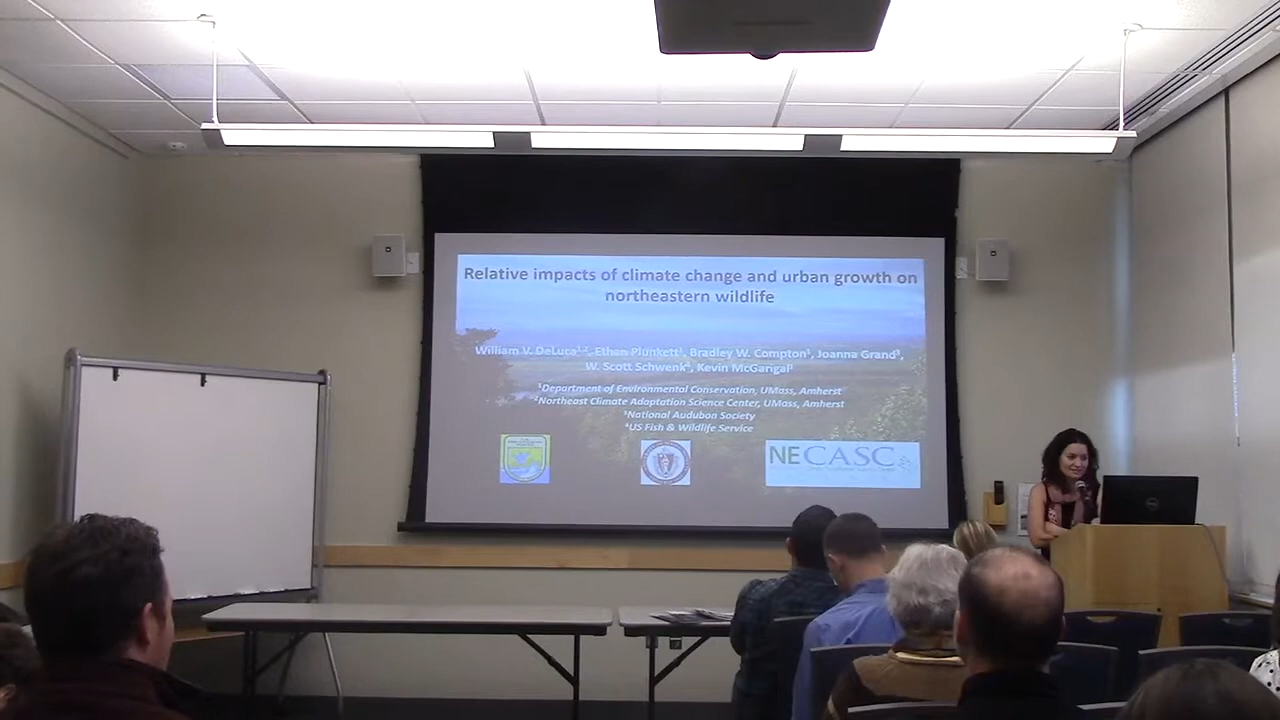 Relative impacts of climate change and urban growth on
northeastern wildlife
William V. DeLuca¹,², Ethan Plunkett¹, Bradley W. Compton¹, Joanna Grand³,
W. Scott Schwenk⁴, Kevin McGarigal¹
¹Department of Environmental Conservation, UMass, Amherst
²Northeast Climate Adaptation Science Center, UMass, Amherst
³National Audubon Society
⁴US Fish & Wildlife Service
NECASC
DELL